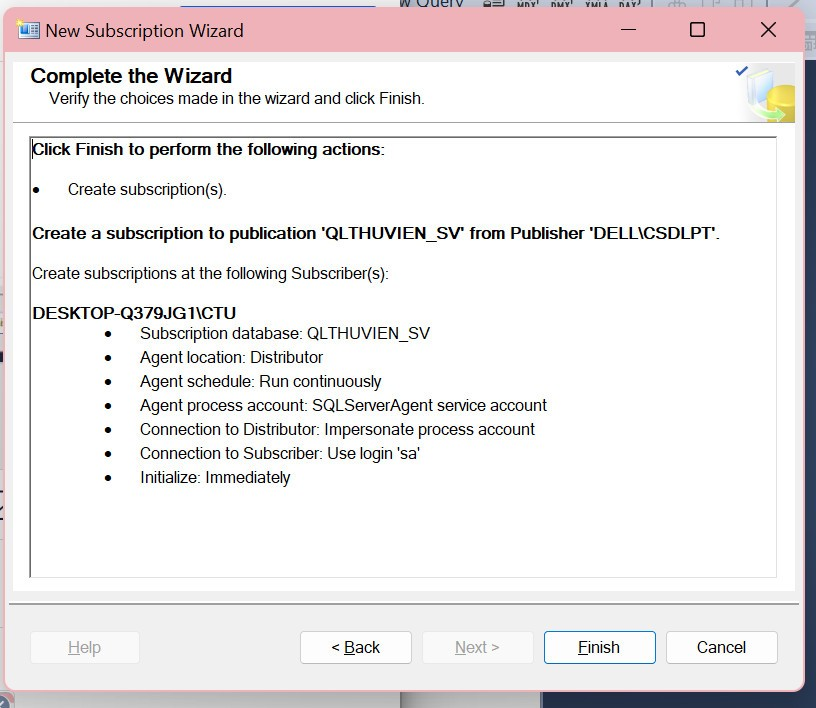 w Query
New Subscription Wizard
Complete the Wizard
Verify the choices made in the wizard and click Finish.
Click Finish to perform the following actions:
• Create subscription(s).
Create a subscription to publication 'QLTHUVIEN_SV' from Publisher 'DELL\CSDLPT'.
Create subscriptions at the following Subscriber(s):
DESKTOP-Q379JG1\CTU
• Subscription database: QLTHUVIEN_SV
• Agent location: Distributor
• Agent schedule: Run continuously
• Agent process account: SQLServerAgent service account
• Connection to Distributor: Impersonate process account
• Connection to Subscriber: Use login 'sa'
• Initialize: Immediately
Help
< Back
Next >
Finish
Cancel